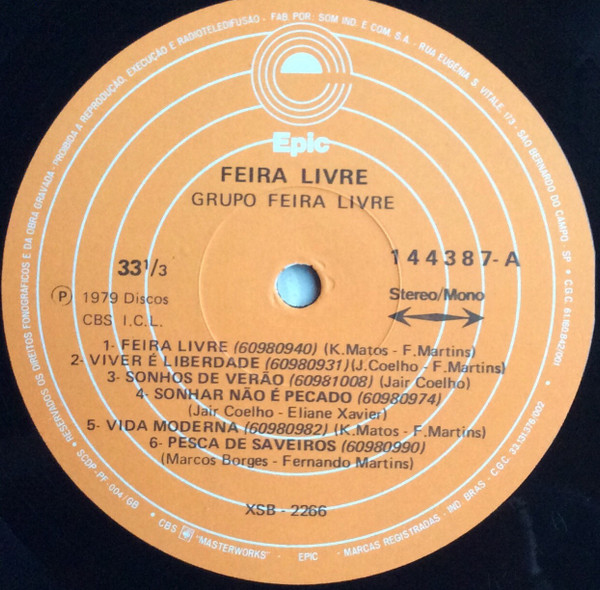 RESERVADOS OS DIREITOS FONOGRÁFICOS E DA OBRA GRAVADA - PROIBIDA A REPRODUÇÃO, EXECUÇÃO E RADIOTELEDIFUSÃO - FAB. POR. SOM IND. E COM. S.A. - RUA EUGÊNIA S. VITALE, 173 - SÃO BERNARDO DO CAMPO - SP
Epic
FEIRA LIVRE
GRUPO FEIRA LIVRE
33 1/3
144387-A
P 1979 Discos
CBS I.C.L.
Stereo/Mono
1- FEIRA LIVRE (60980940) (K.Matos - F.Martins)
2- VIVER É LIBERDADE (60980931)(J.Coelho - F.Martins)
3- SONHOS DE VERÃO (60981008) (Jair Coelho)
4- SONHAR NÃO É PECADO (60980974)
(Jair Coelho - Eliane Xavier)
5- VIDA MODERNA (60980982) (K.Matos - F.Martins)
6- PESCA DE SAVEIROS (60980990)
(Marcos Borges - Fernando Martins)
XSB - 2266
SCDP-PF-004/GB * CBS "MASTERWORKS" - EPIC - MARCAS REGISTRADAS - IND. BRAS. - C.G.C.